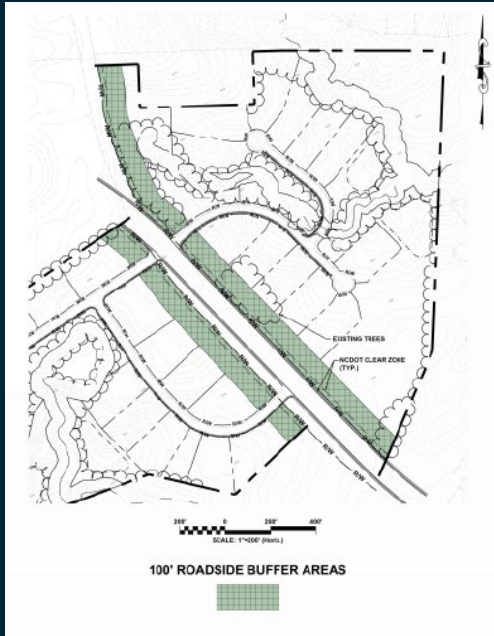 R/W
R/W
R/W
R/W
R/W
R/W
R/W
R/W
EXISTING TREES
NCDOT CLEAR ZONE
(TYP.)
R/W
R/W
R/W
R/W
200' 0 200' 400'
SCALE: 1"=200' (Horiz.)
100' ROADSIDE BUFFER AREAS